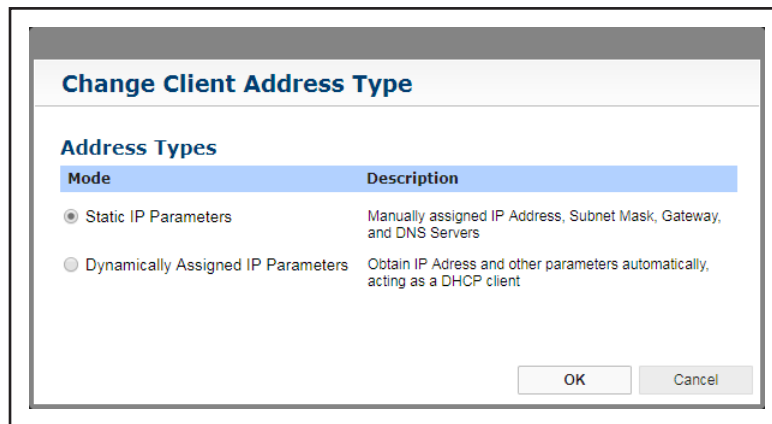 Change Client Address Type
Address Types
Mode Description
Static IP Parameters Manually assigned IP Address, Subnet Mask, Gateway,
and DNS Servers
Dynamically Assigned IP Parameters Obtain IP Adress and other parameters automatically,
acting as a DHCP client
OK Cancel